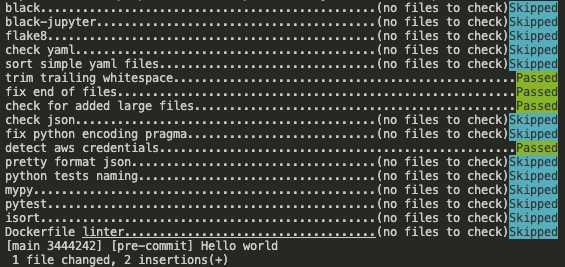 black................................................(no files to check)Skipped
black-jupyter........................................(no files to check)Skipped
flake8...............................................(no files to check)Skipped
check yaml...........................................(no files to check)Skipped
sort simple yaml files...............................(no files to check)Skipped
trim trailing whitespace.................................................Passed
fix end of files.........................................................Passed
check for added large files..............................................Passed
check json...........................................(no files to check)Skipped
fix python encoding pragma...........................(no files to check)Skipped
detect aws credentials...................................................Passed
pretty format json...................................(no files to check)Skipped
python tests naming..................................(no files to check)Skipped
mypy.................................................(no files to check)Skipped
pytest...............................................(no files to check)Skipped
isort................................................(no files to check)Skipped
Dockerfile linter....................................(no files to check)Skipped
[main 3444242] [pre-commit] Hello world
 1 file changed, 2 insertions(+)